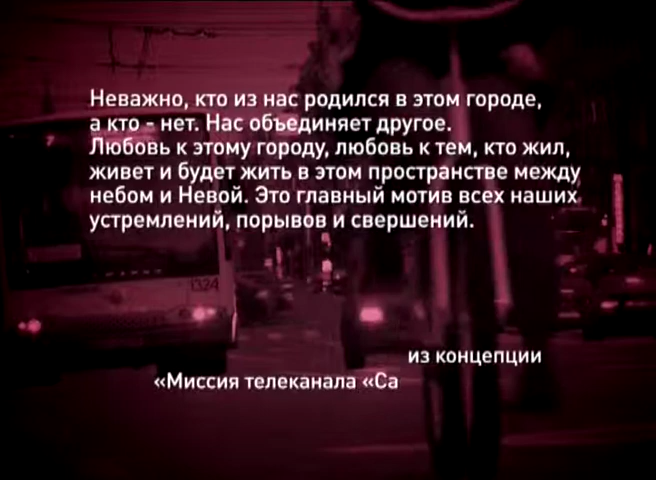 Неважно, кто из нас родился в этом городе,
а кто - нет. Нас объединяет другое.
Любовь к этому городу, любовь к тем, кто жил,
живет и будет жить в этом пространстве между
небом и Невой. Это главный мотив всех наших
устремлений, порывов и свершений.
1324
из концепции
«Миссия телеканала «Са